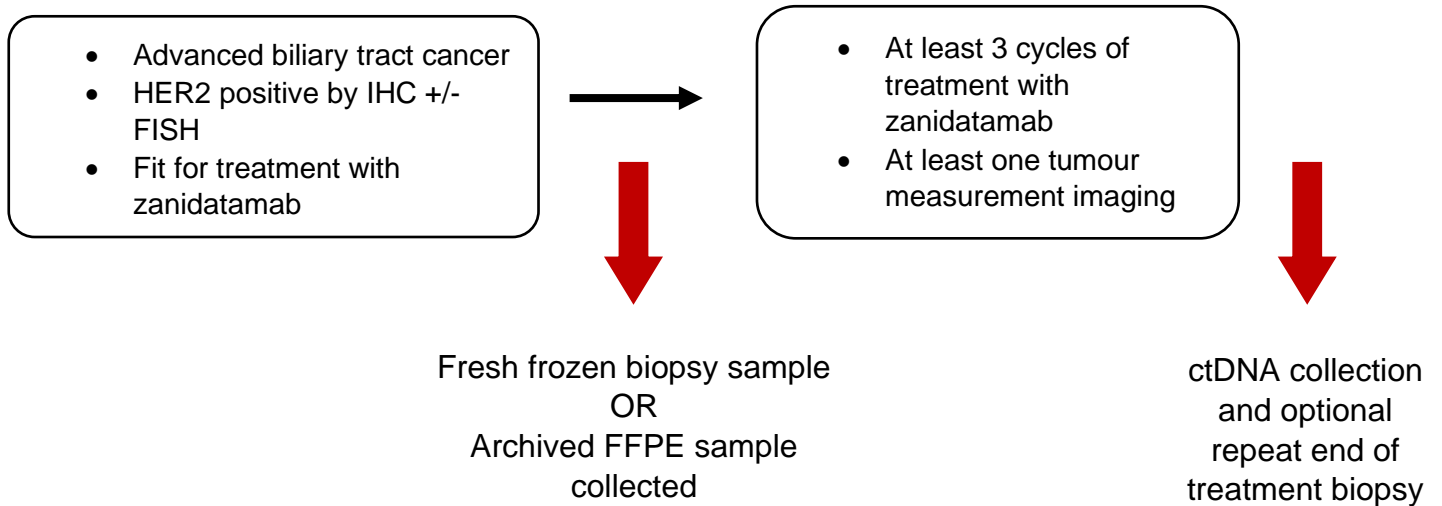 • Advanced biliary tract cancer
• HER2 positive by IHC +/-
FISH
• Fit for treatment with
zanidatamab
• At least 3 cycles of
treatment with
zanidatamab
• At least one tumour
measurement imaging
Fresh frozen biopsy sample
OR
Archived FFPE sample
collected
ctDNA collection
and optional
repeat end of
treatment biopsy